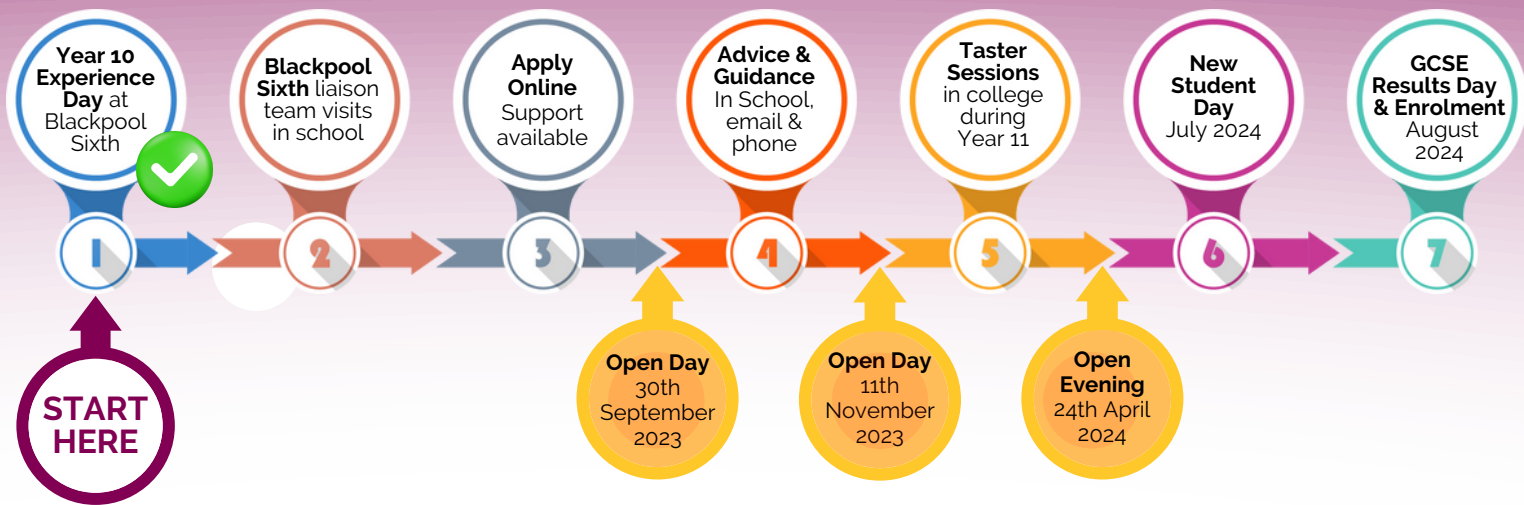 Year 10
Experience
Day at
Blackpool
Sixth
Blackpool
Sixth liaison
team visits
in school
Apply
Online
Support
available
Advice &
Guidance
In School,
email &
phone
Taster
Sessions
in college
during
Year 11
New
Student
Day
July 2024
GCSE
Results Day
& Enrolment
August
2024
1
2
3
4
5
6
7
START
HERE
Open Day
30th
September
2023
Open Day
11th
November
2023
Open
Evening
24th April
2024